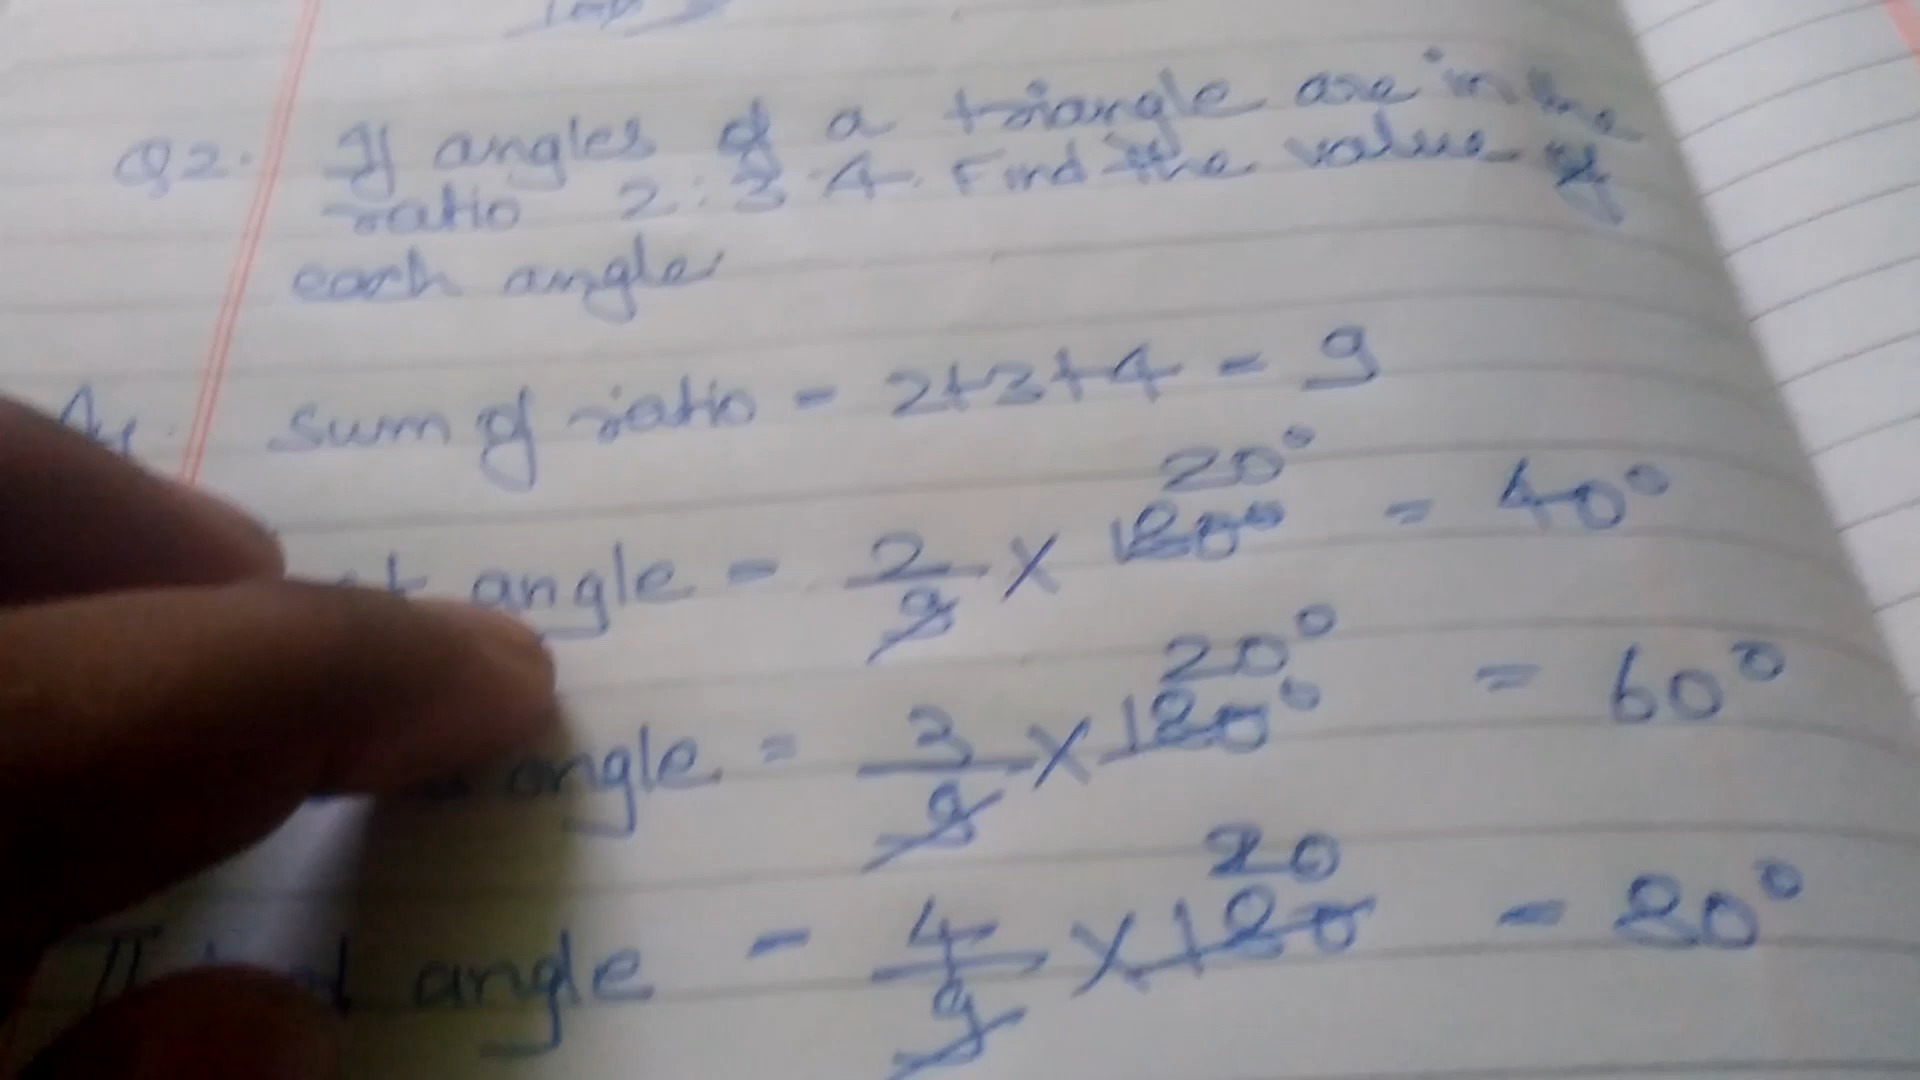 Q2. If angles of a triangle are in the
ratio 2:3:4. Find the value of
each angle
sum of ratio = 2+3+4 = 9
angle = 2/9 × 180° 20° = 40°
angle = 3/9 × 180° 20° = 60°
angle = 4/9 × 180 20 = 80°